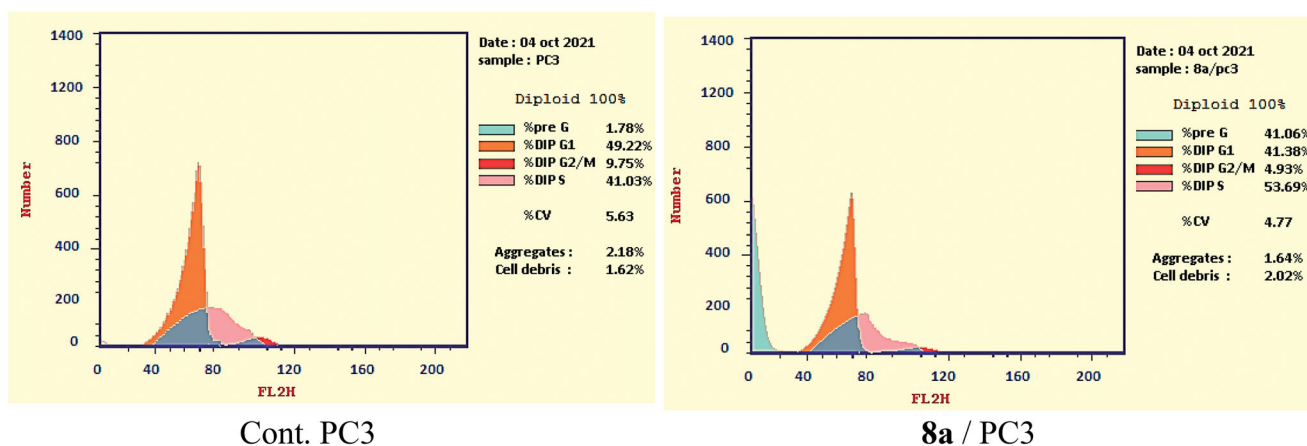 1400
1200
800
600
400
200
0
Number
0 40 80 120 160 200
FL2H
Date : 04 oct 2021
sample : PC3
Diploid 100%
%pre G 1.78%
%DIP G1 49.22%
%DIP G2/M 9.75%
%DIP S 41.03%
%CV 5.63
Aggregates : 2.18%
Cell debris : 1.62%
Cont. PC3
1400
1200
800
600
400
200
0
Number
0 40 80 120 160 200
FL2H
Date : 04 oct 2021
sample : 8a/pc3
Diploid 100%
%pre G 41.06%
%DIP G1 41.38%
%DIP G2/M 4.93%
%DIP S 53.69%
%CV 4.77
Aggregates : 1.64%
Cell debris : 2.02%
8a / PC3